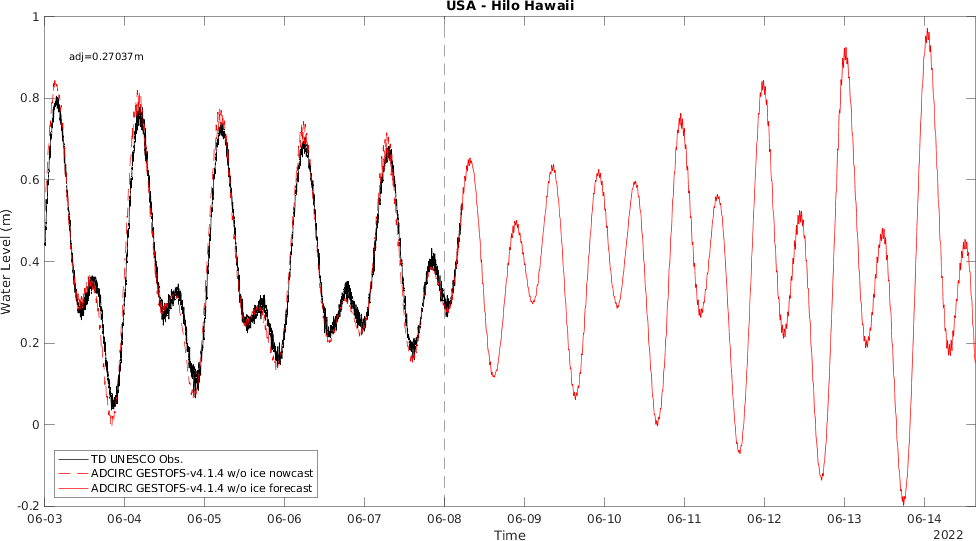 USA - Hilo Hawaii
adj=0.27037m
1
0.8
0.6
0.4
0.2
0
-0.2
Water Level (m)
TD UNESCO Obs.
ADCIRC GESTOFS-v4.1.4 w/o ice nowcast
ADCIRC GESTOFS-v4.1.4 w/o ice forecast
06-03 06-04 06-05 06-06 06-07 06-08 06-09 06-10 06-11 06-12 06-13 06-14
2022
Time